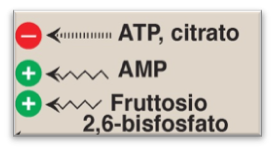 ATP, citrato
AMP
Fruttosio
2,6-bisfosfato